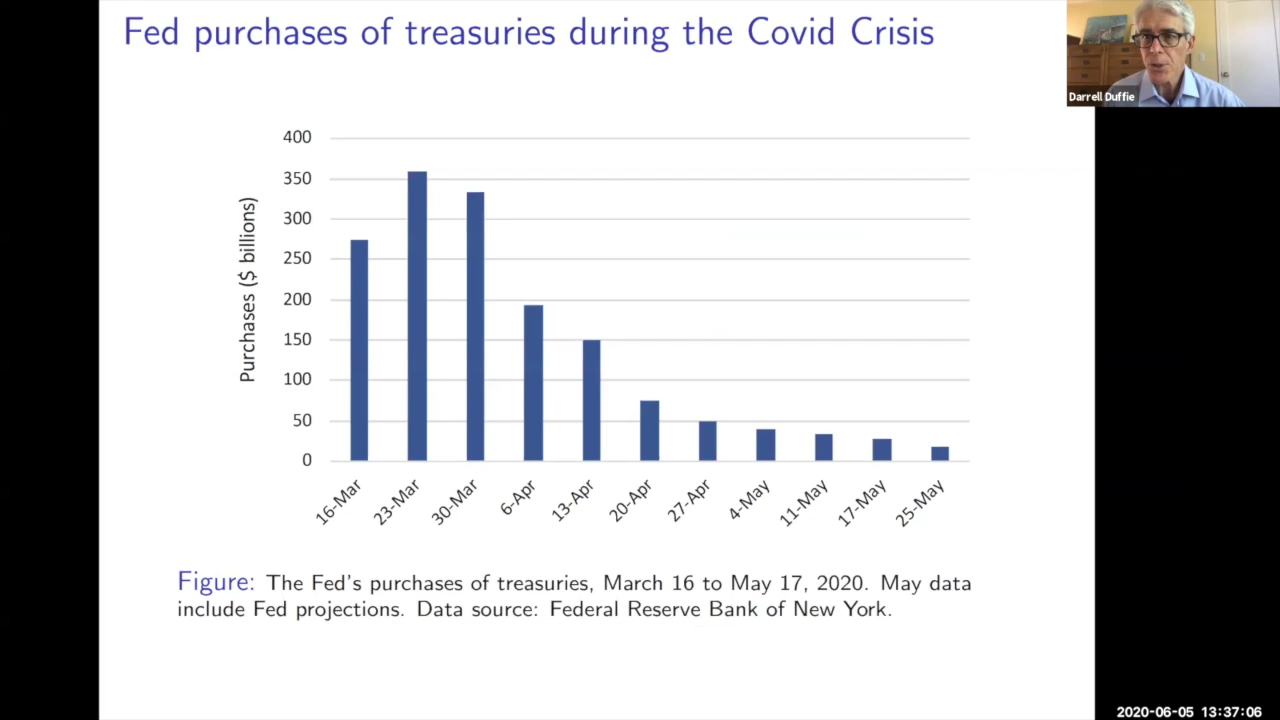 Fed purchases of treasuries during the Covid Crisis
Darrell Duffie
Purchases ($ billions)
400
350
300
250
200
150
100
50
0
16-Mar
23-Mar
30-Mar
6-Apr
13-Apr
20-Apr
27-Apr
4-May
11-May
17-May
25-May
Figure: The Fed's purchases of treasuries, March 16 to May 17, 2020. May data
include Fed projections. Data source: Federal Reserve Bank of New York.
2020-06-05 13:37:06